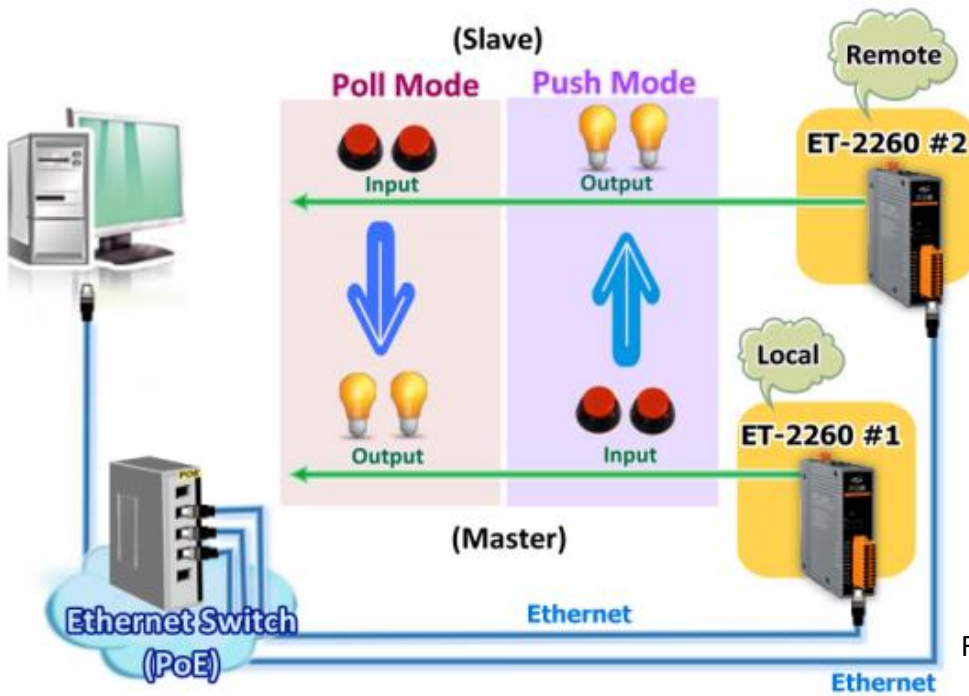 (Slave)
Remote
Poll Mode
Push Mode
ET-2260 #2
Input
Output
Local
ET-2260 #1
Output
Input
(Master)
POE
Ethernet Switch
(PoE)
Ethernet
Ethernet
F